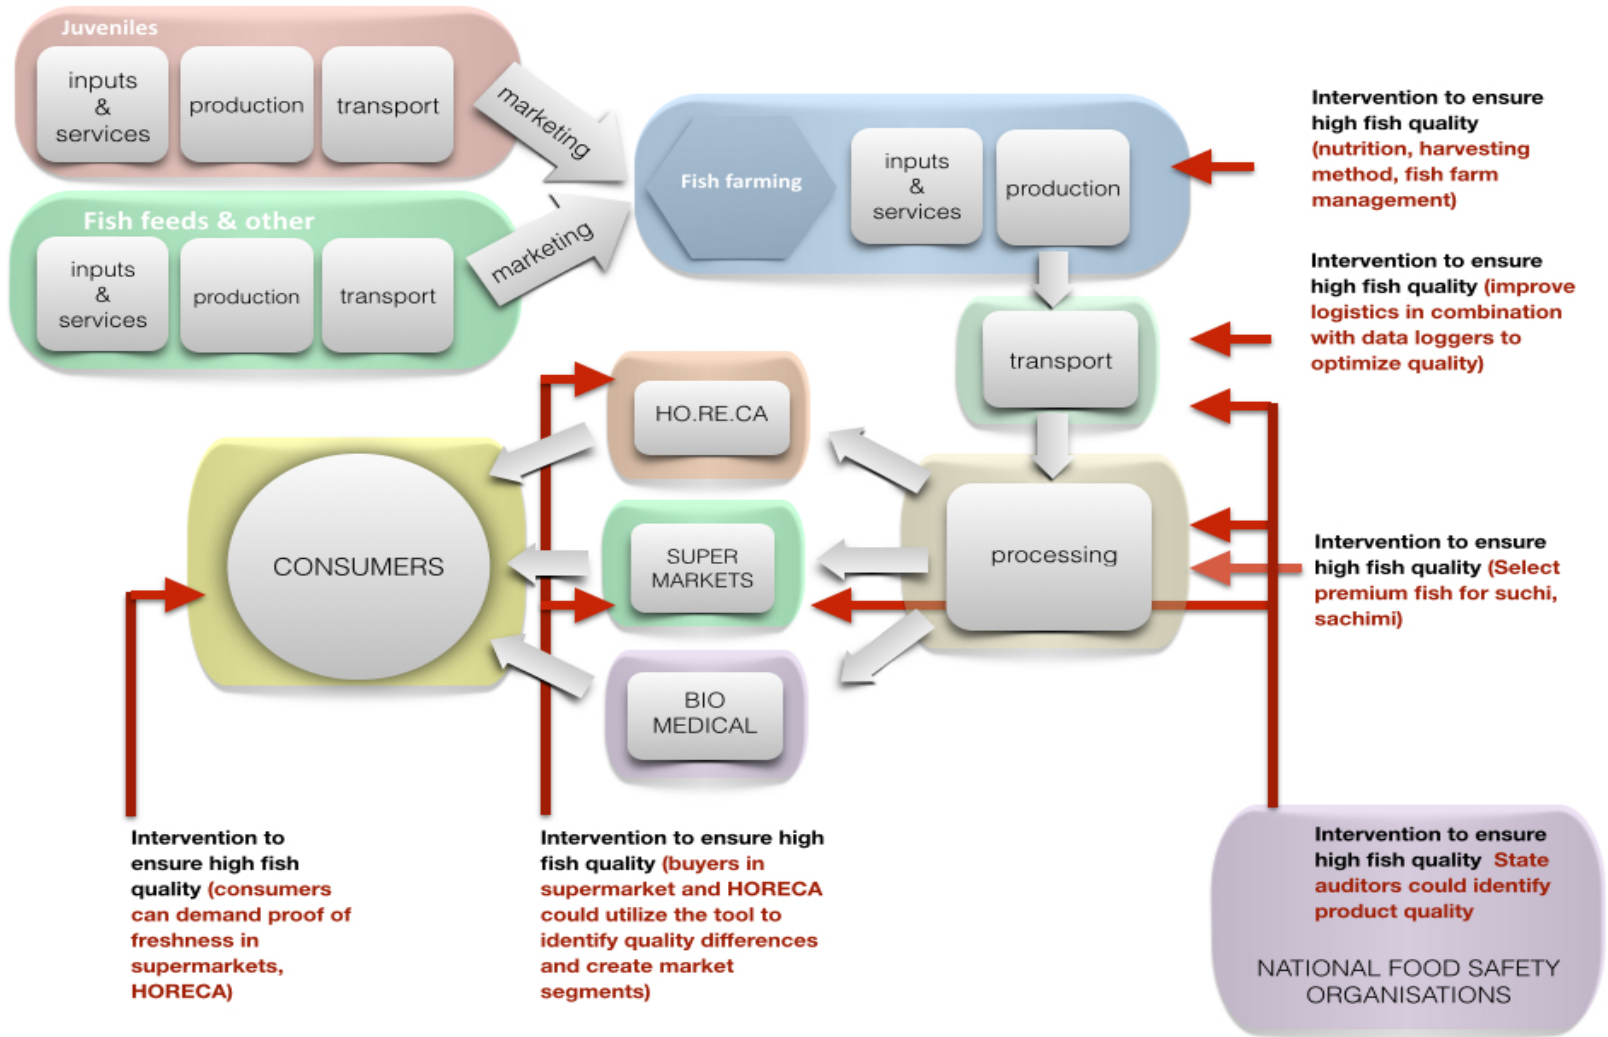 Juveniles
inputs
&
services
production
transport
marketing
Fish feeds & other
inputs
&
services
production
transport
marketing
Fish farming
inputs
&
services
production
Intervention to ensure
high fish quality
(nutrition, harvesting
method, fish farm
management)
Intervention to ensure
high fish quality (improve
logistics in combination
with data loggers to
optimize quality)
transport
HO.RE.CA
CONSUMERS
SUPER
MARKETS
processing
Intervention to ensure
high fish quality (Select
premium fish for suchi,
sachimi)
BIO
MEDICAL
Intervention to
ensure high fish
quality (consumers
can demand proof of
freshness in
supermarkets,
HORECA)
Intervention to ensure high
fish quality (buyers in
supermarket and HORECA
could utilize the tool to
identify quality differences
and create market
segments)
Intervention to ensure
high fish quality State
auditors could identify
product quality
NATIONAL FOOD SAFETY
ORGANISATIONS